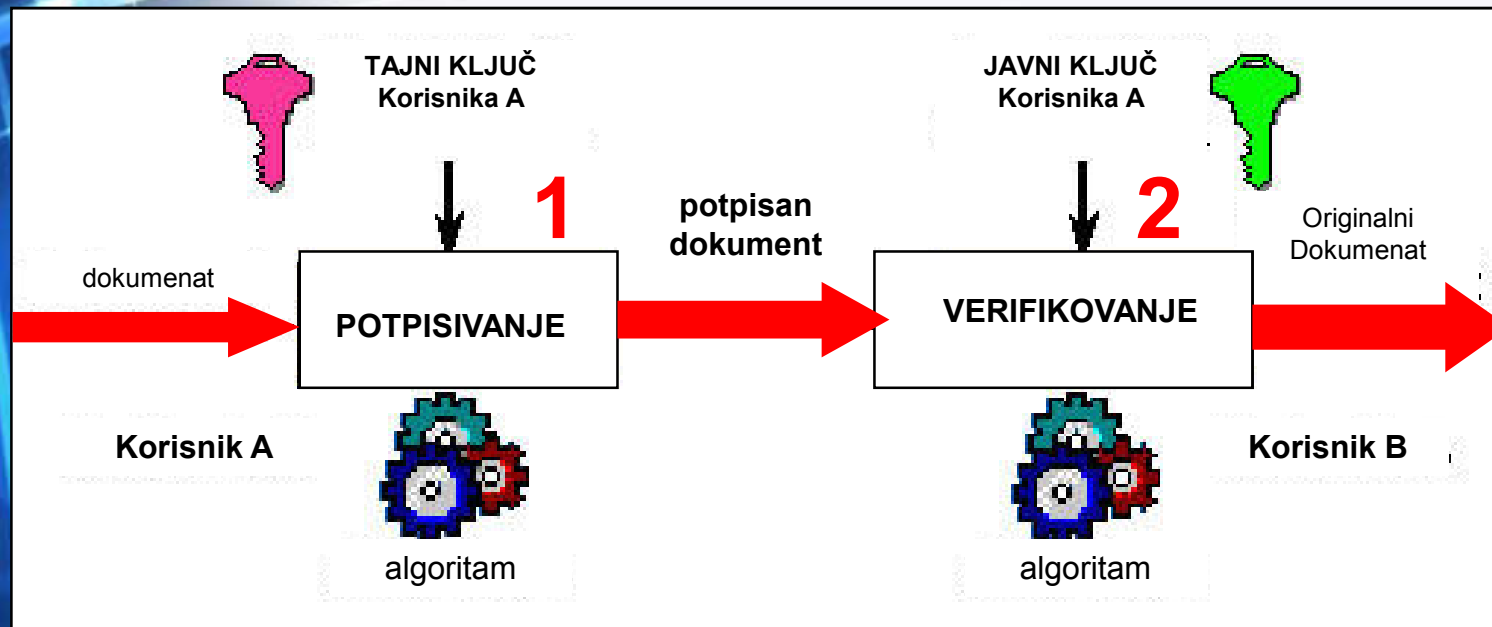 TAJNI KLJUČ
Korisnika A
JAVNI KLJUČ
Korisnika A
1
2
potpisan
dokument
Originalni
Dokumenat
dokumenat
POTPISIVANJE
VERIFIKOVANJE
Korisnik A
Korisnik B
algoritam
algoritam